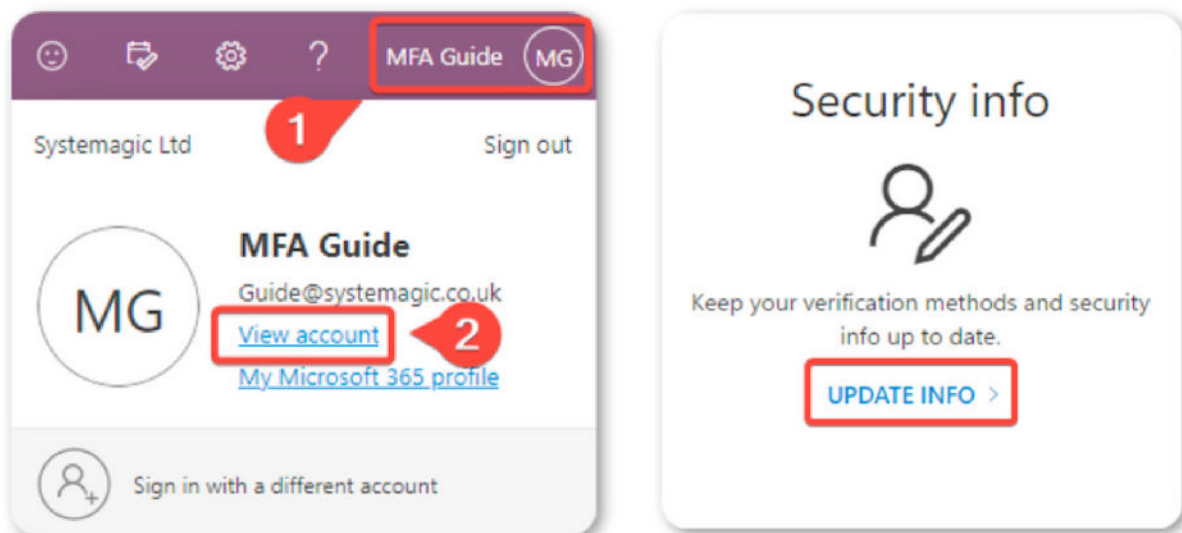 MFA Guide MG
1
Systemagic Ltd Sign out
MG
MFA Guide
Guide@systemagic.co.uk
View account
2
My Microsoft 365 profile
Sign in with a different account
Security info
Keep your verification methods and security
info up to date.
UPDATE INFO >